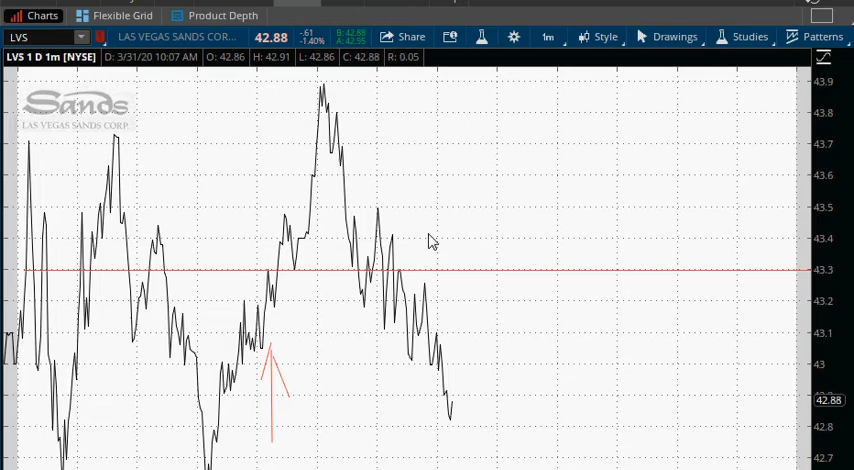 Charts Flexible Grid Product Depth
LVS LAS VEGAS SANDS COR... 42.88 -.61 -1.40% B: 42.88 A: 42.95 Share 1m Style Drawings Studies Patterns
LVS 1 D 1m [NYSE] D: 3/31/20 10:07 AM O: 42.86 H: 42.91 L: 42.86 C: 42.88 R: 0.05
Sands
LAS VEGAS SANDS CORP.
43.9
43.8
43.7
43.6
43.5
43.4
43.3
43.2
43.1
43
42.88
42.8
42.7